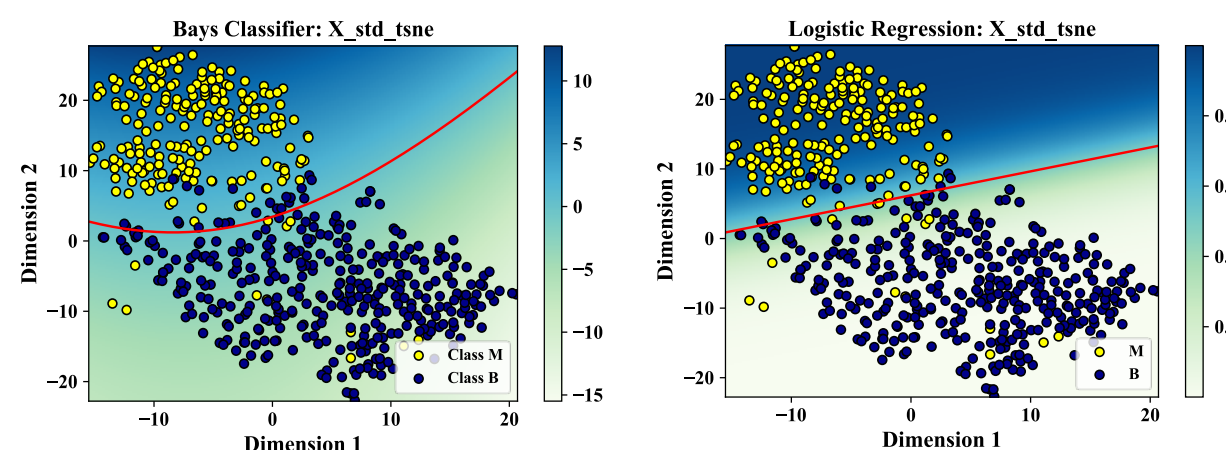 Bays Classifier: X_std_tsne
Dimension 2
20
10
0
−10
−20
−10
0
10
20
Dimension 1
Class M
Class B
10
5
0
−5
−10
−15
Logistic Regression: X_std_tsne
Dimension 2
20
10
0
−10
−20
−10
0
10
20
Dimension 1
M
B